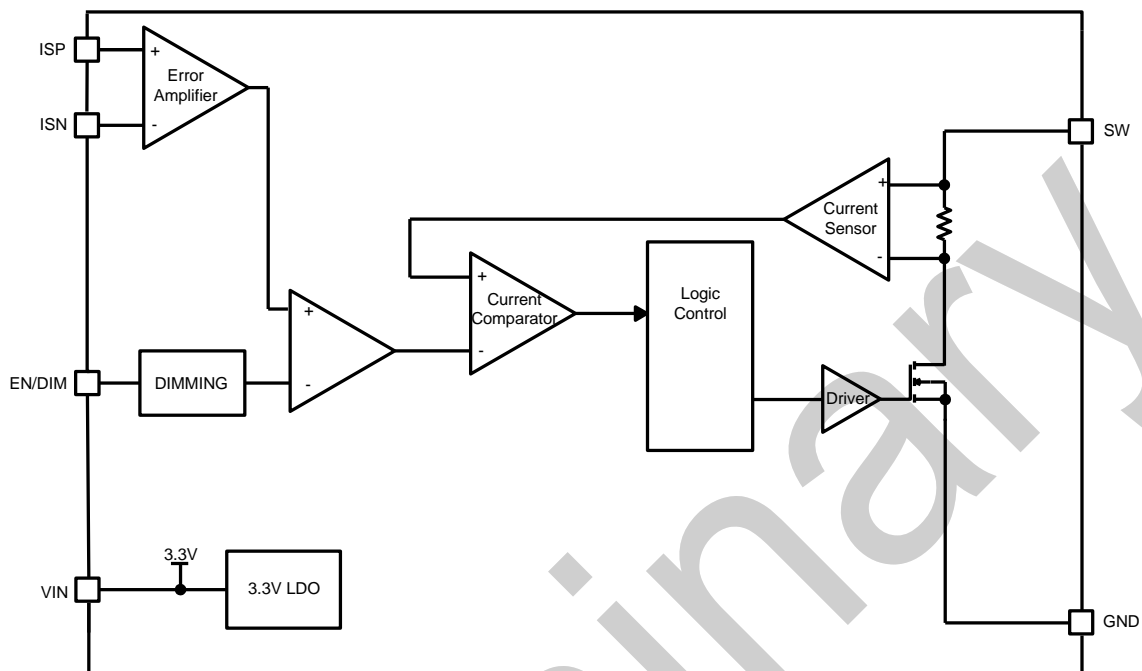 ISP
+
Error
Amplifier
ISN
-
SW
+
Current
Sensor
-
+
Current
Comparator
-
Logic
Control
+
-
EN/DIM
DIMMING
Driver
3.3V
VIN
3.3V LDO
GND
inary